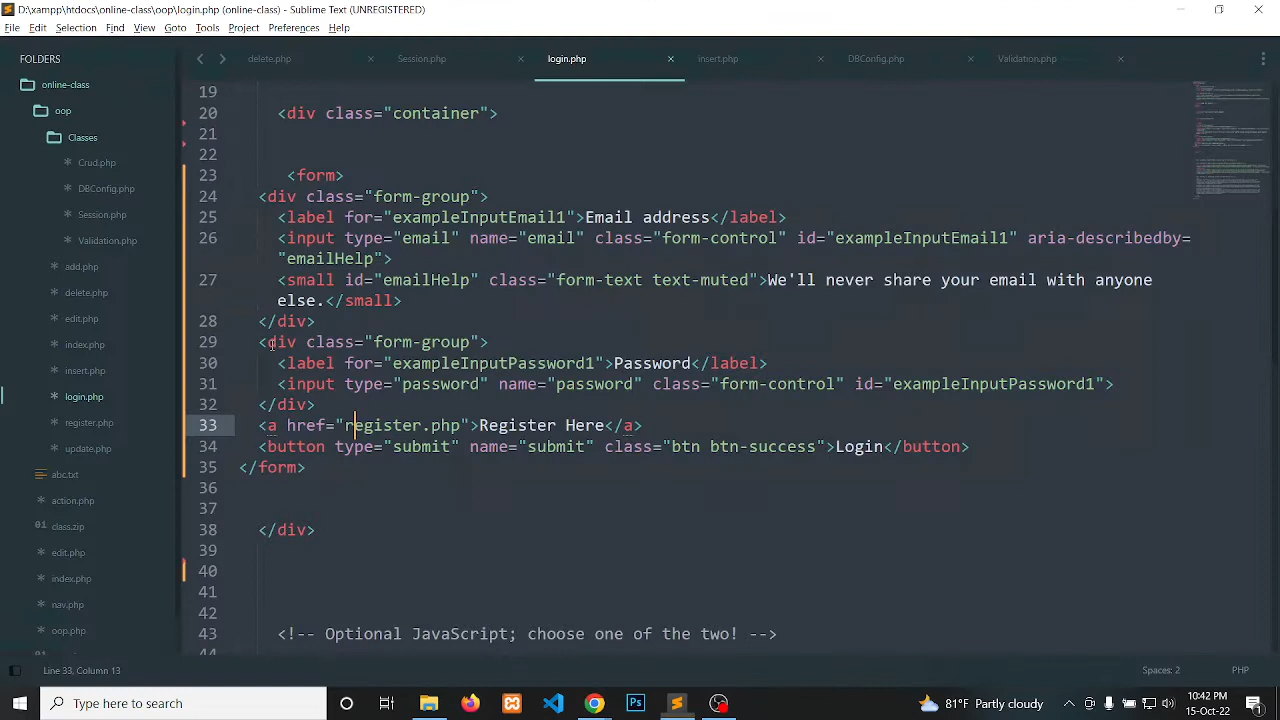 D:\xampp\htdocs\online-class\oop\login.php (online-class) - Sublime Text (UNREGISTERED)
File Edit Selection Find View Goto Tools Project Preferences Help
FOLDERS
online-class
oop
Classes
Crud.php
DBConfig.php
Session.php
Validation.php
add.php
delete.php
edit.php
index.php
insert.php
login.php
register.php
update.php
abc.txt
action.php
class.zip
edit.php
index.php
nav.php
oop.php
delete.php Session.php login.php insert.php DBConfig.php Validation.php
19
20 <div class="container">
21
22
23 <form>
24 <div class="form-group">
25 <label for="exampleInputEmail1">Email address</label>
26 <input type="email" name="email" class="form-control" id="exampleInputEmail1" aria-describedby=
"emailHelp">
27 <small id="emailHelp" class="form-text text-muted">We'll never share your email with anyone
else.</small>
28 </div>
29 <div class="form-group">
30 <label for="exampleInputPassword1">Password</label>
31 <input type="password" name="password" class="form-control" id="exampleInputPassword1">
32 </div>
33 <a href="register.php">Register Here</a>
34 <button type="submit" name="submit" class="btn btn-success">Login</button>
35 </form>
36
37
38 </div>
39
40
41
42
43 <!-- Optional JavaScript; choose one of the two! -->
44
Line 33, Column 13 Spaces: 2 PHP
Type here to search
81°F Partly cloudy
10:42 PM
15-Oct-22